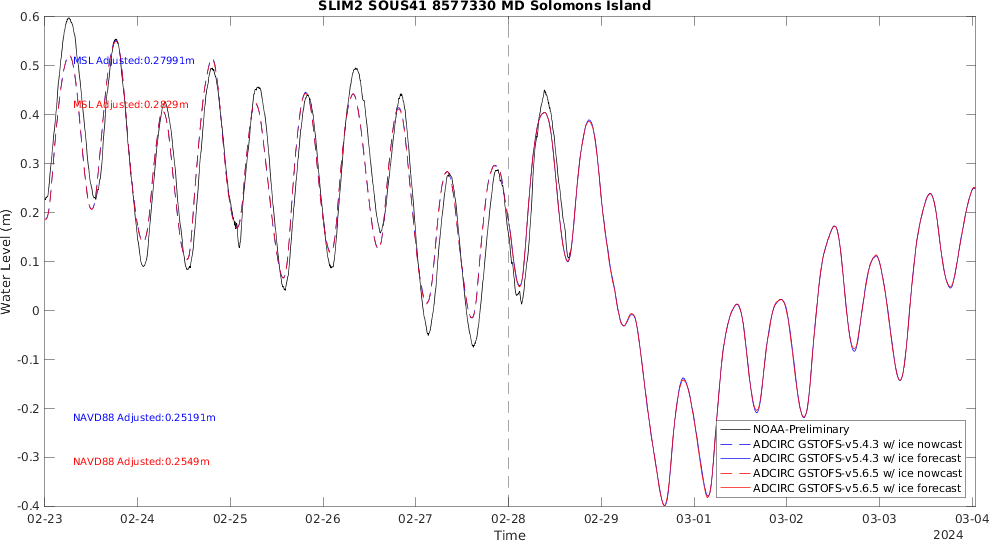 SLIM2 SOUS41 8577330 MD Solomons Island
0.6
0.5
0.4
0.3
0.2
0.1
0
-0.1
-0.2
-0.3
-0.4
Water Level (m)
MSL Adjusted:0.27991m
MSL Adjusted:0.2829m
NAVD88 Adjusted:0.25191m
NAVD88 Adjusted:0.2549m
NOAA-Preliminary
ADCIRC GSTOFS-v5.4.3 w/ ice nowcast
ADCIRC GSTOFS-v5.4.3 w/ ice forecast
ADCIRC GSTOFS-v5.6.5 w/ ice nowcast
ADCIRC GSTOFS-v5.6.5 w/ ice forecast
02-23 02-24 02-25 02-26 02-27 02-28 02-29 03-01 03-02 03-03 03-04
Time
2024